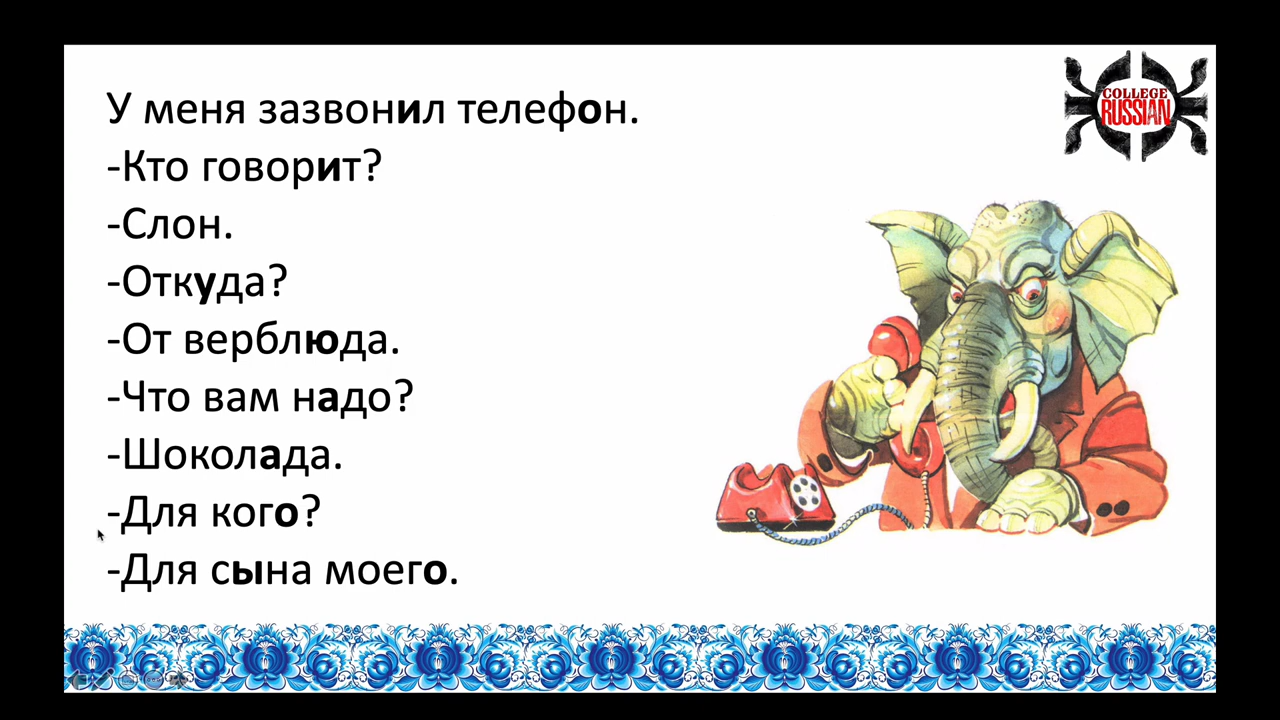 COLLEGE
RUSSIAN
У меня зазвонил телефон.
-Кто говорит?
-Слон.
-Откуда?
-От верблюда.
-Что вам надо?
-Шоколада.
-Для кого?
-Для сына моего.